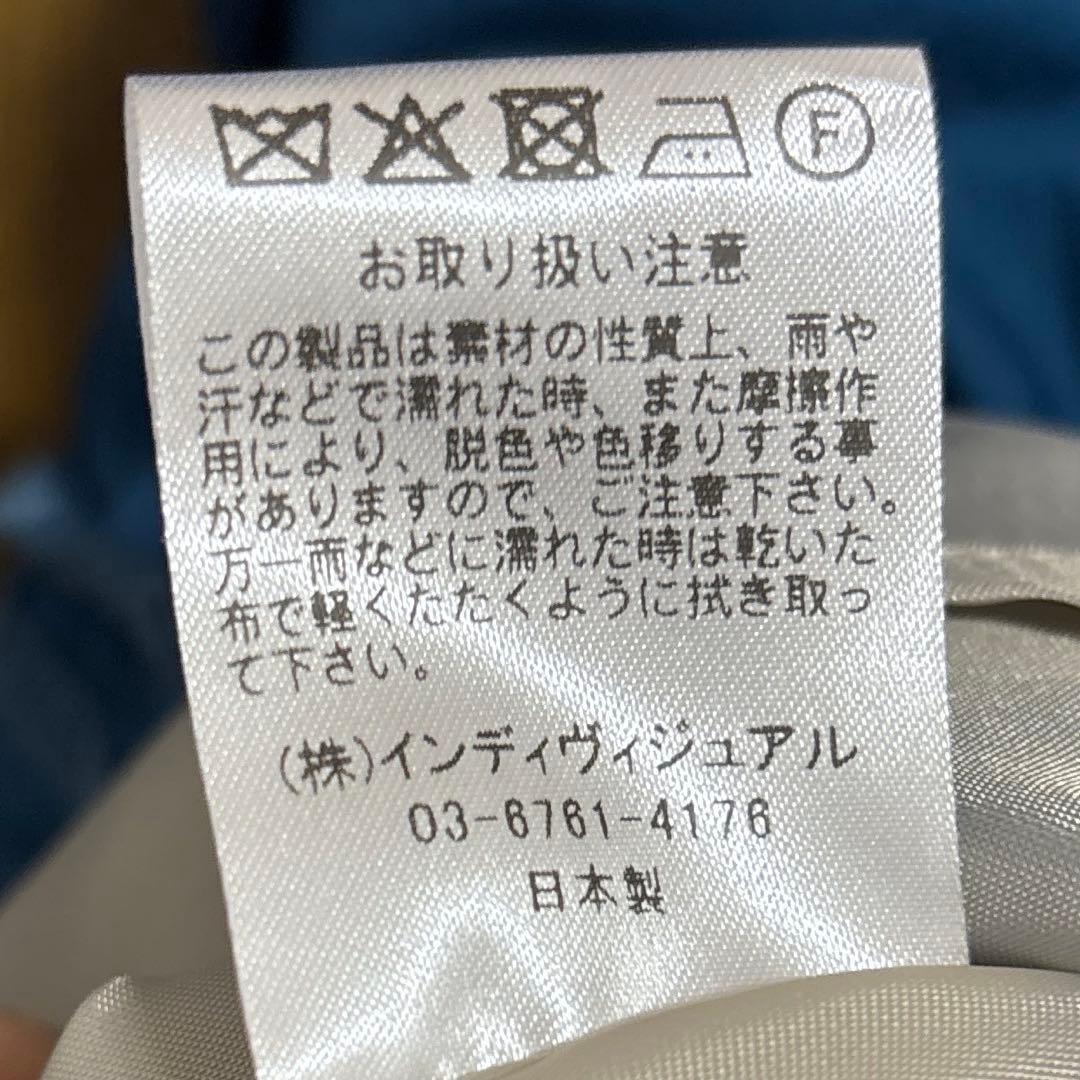 F
お取り扱い注意
この製品は素材の性質上、雨や
汗などで濡れた時、また摩擦作
用により、脱色や色移りする事
がありますので、ご注意下さい。
万一雨などに濡れた時は乾いた
布で軽くたたくように拭き取っ
て下さい。
(株)インディヴィジュアル
03-6761-4176
日本製